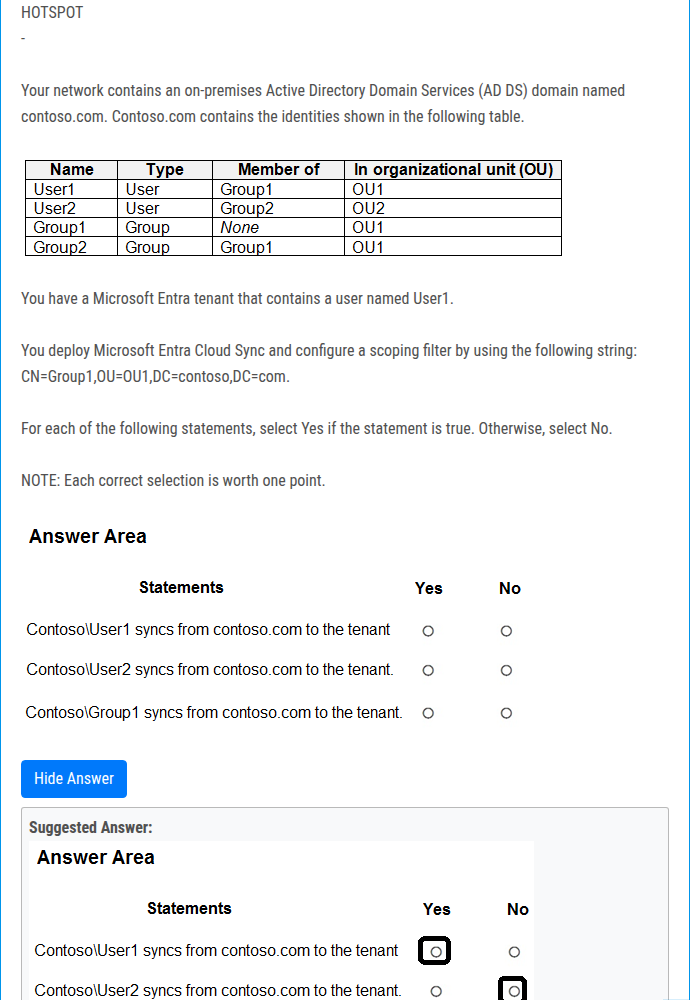 HOTSPOT
-
Your network contains an on-premises Active Directory Domain Services (AD DS) domain named
contoso.com. Contoso.com contains the identities shown in the following table.
Name Type Member of In organizational unit (OU)
User1 User Group1 OU1
User2 User Group2 OU2
Group1 Group None OU1
Group2 Group Group1 OU1
You have a Microsoft Entra tenant that contains a user named User1.
You deploy Microsoft Entra Cloud Sync and configure a scoping filter by using the following string:
CN=Group1,OU=OU1,DC=contoso,DC=com.
For each of the following statements, select Yes if the statement is true. Otherwise, select No.
NOTE: Each correct selection is worth one point.
Answer Area
Statements Yes No
Contoso\User1 syncs from contoso.com to the tenant
Contoso\User2 syncs from contoso.com to the tenant.
Contoso\Group1 syncs from contoso.com to the tenant.
Hide Answer
Suggested Answer:
Answer Area
Statements Yes No
Contoso\User1 syncs from contoso.com to the tenant
Contoso\User2 syncs from contoso.com to the tenant.